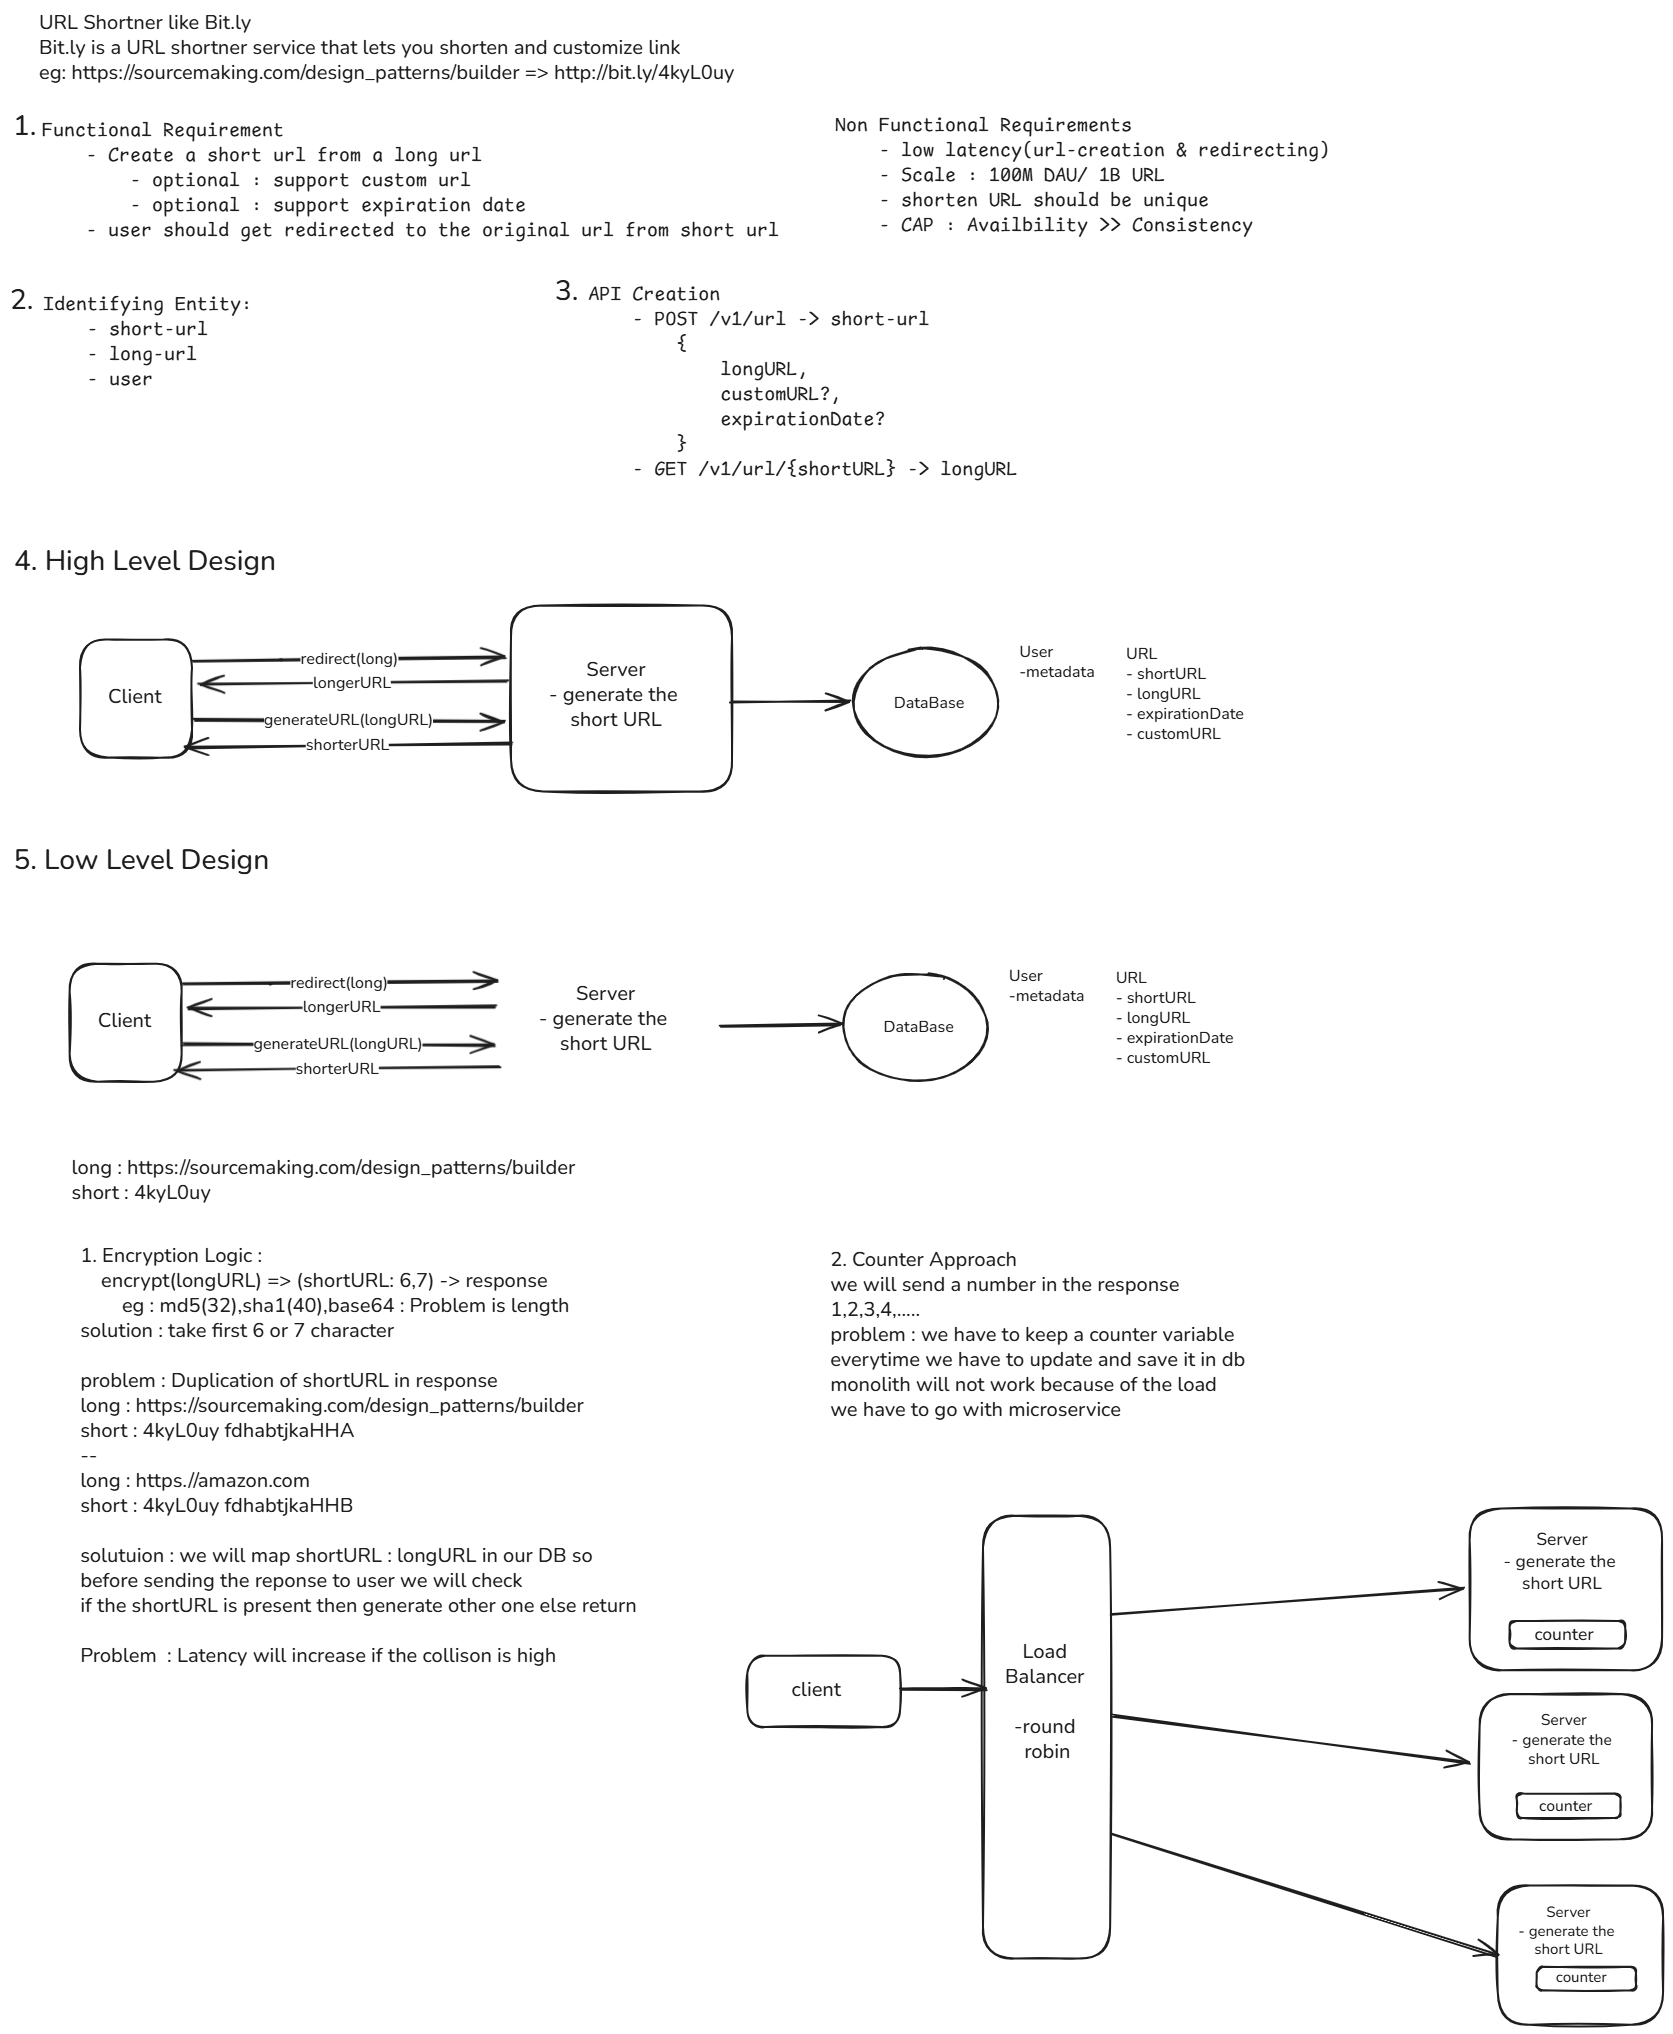 URL Shortner like Bit.ly
Bit.ly is a URL shortner service that lets you shorten and customize link
eg: https://sourcemaking.com/design_patterns/builder => http://bit.ly/4kyL0uy
1. Functional Requirement
- Create a short url from a long url
- optional : support custom url
- optional : support expiration date
- user should get redirected to the original url from short url
Non Functional Requirements
- low latency(url-creation & redirecting)
- Scale : 100M DAU/ 1B URL
- shorten URL should be unique
- CAP : Availbility >> Consistency
2. Identifying Entity:
- short-url
- long-url
- user
3. API Creation
- POST /v1/url -> short-url
{
longURL,
customURL?,
expirationDate?
}
- GET /v1/url/{shortURL} -> longURL
4. High Level Design
Client
redirect(long)
longerURL
generateURL(longURL)
shorterURL
Server
- generate the
short URL
DataBase
User
-metadata
URL
- shortURL
- longURL
- expirationDate
- customURL
5. Low Level Design
Client
redirect(long)
longerURL
generateURL(longURL)
shorterURL
Server
- generate the
short URL
DataBase
User
-metadata
URL
- shortURL
- longURL
- expirationDate
- customURL
long : https://sourcemaking.com/design_patterns/builder
short : 4kyL0uy
1. Encryption Logic :
encrypt(longURL) => (shortURL: 6,7) -> response
eg : md5(32),sha1(40),base64 : Problem is length
solution : take first 6 or 7 character
problem : Duplication of shortURL in response
long : https://sourcemaking.com/design_patterns/builder
short : 4kyL0uy fdhabtjkaHHA
--
long : https.//amazon.com
short : 4kyL0uy fdhabtjkaHHB
solutuion : we will map shortURL : longURL in our DB so
before sending the reponse to user we will check
if the shortURL is present then generate other one else return
Problem : Latency will increase if the collison is high
2. Counter Approach
we will send a number in the response
1,2,3,4,.....
problem : we have to keep a counter variable
everytime we have to update and save it in db
monolith will not work because of the load
we have to go with microservice
client
Load
Balancer
-round
robin
Server
- generate the
short URL
counter
Server
- generate the
short URL
counter
Server
- generate the
short URL
counter